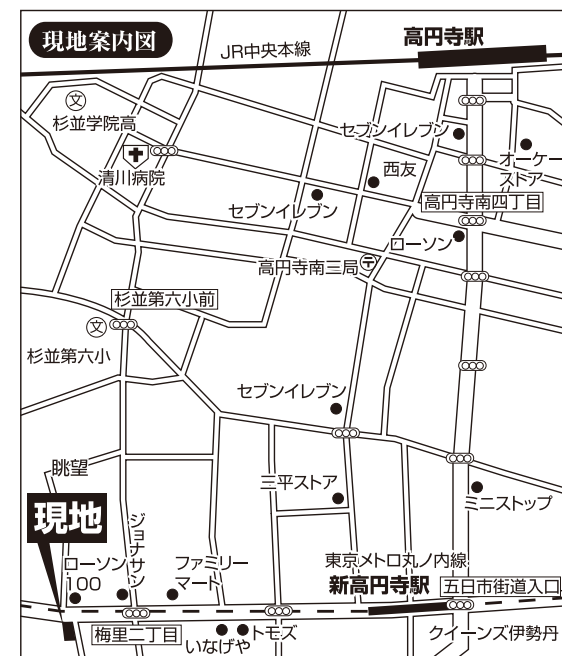 現地案内図
JR中央本線
高円寺駅
杉並学院高
セブンイレブン
清川病院
西友
オーケー
ストア
セブンイレブン
高円寺南四丁目
ローソン
高円寺南三局
杉並第六小前
杉並第六小
セブンイレブン
眺望
三平ストア
ミニストップ
現地
ジョナサン
ローソン
100
ファミリー
マート
東京メトロ丸ノ内線
新高円寺駅
五日市街道入口
梅里二丁目
いなげや
トモズ
クイーンズ伊勢丹
文
文
〒